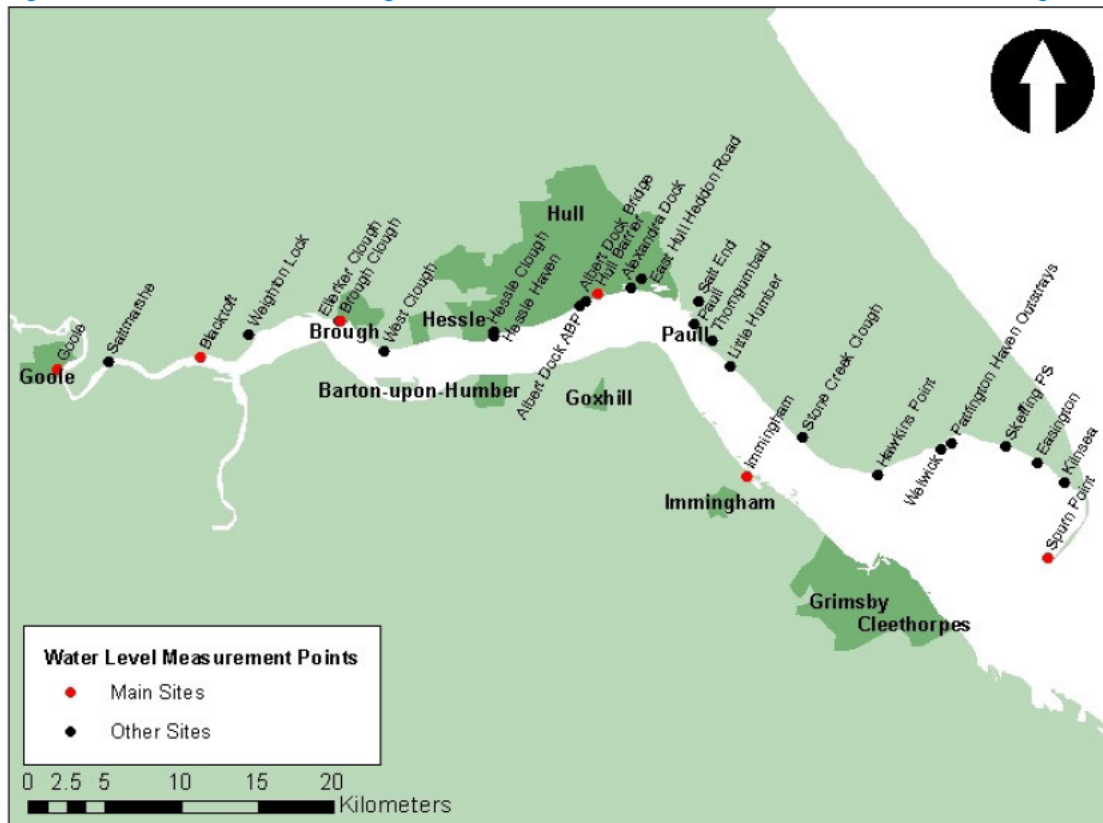 Hull
Goole
Saltmarshe
Blacktoft
Weighton Lock
Ellerker Clough
Brough Clough
West Clough
Hessle Clough
Hessle Haven
Albert Dock ABP
Albert Dock Bridge
Hull Barrier
Alexandra Dock
East Hull Heddon Road
Salt End
Paull
Thorngumbald
Little Humber
Stone Creek Clough
Hawkins Point
Welwick
Pattington Haven Outstrays
Skeffling PS
Easington
Kilnsea
Spurn Point
Immingham
Goole
Brough
Hessle
Paull
Barton-upon-Humber
Goxhill
Immingham
Grimsby
Cleethorpes
Water Level Measurement Points
Main Sites
Other Sites
0 2.5 5 10 15 20
Kilometers